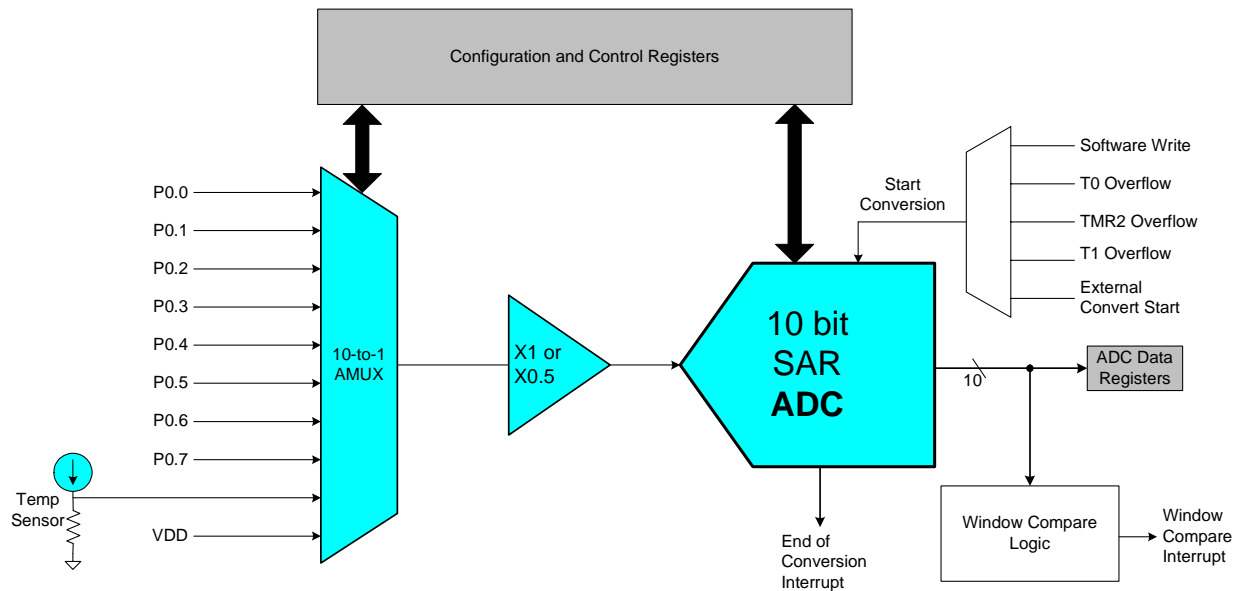 Configuration and Control Registers
Software Write
T0 Overflow
TMR2 Overflow
T1 Overflow
External
Convert Start
Start
Conversion
P0.0
P0.1
P0.2
P0.3
P0.4
P0.5
P0.6
P0.7
Temp
Sensor
VDD
10-to-1
AMUX
X1 or
X0.5
10 bit
SAR
ADC
10
ADC Data
Registers
End of
Conversion
Interrupt
Window Compare
Logic
Window
Compare
Interrupt